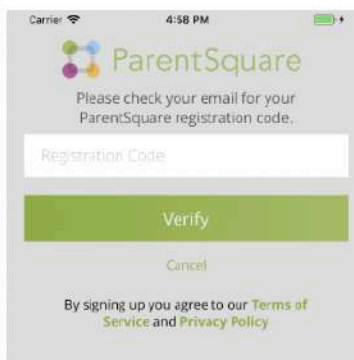 Carrier 4:58 PM
ParentSquare
Please check your email for your
ParentSquare registration code.
Registration Code
Verify
Cancel
By signing up you agree to our Terms of
Service and Privacy Policy